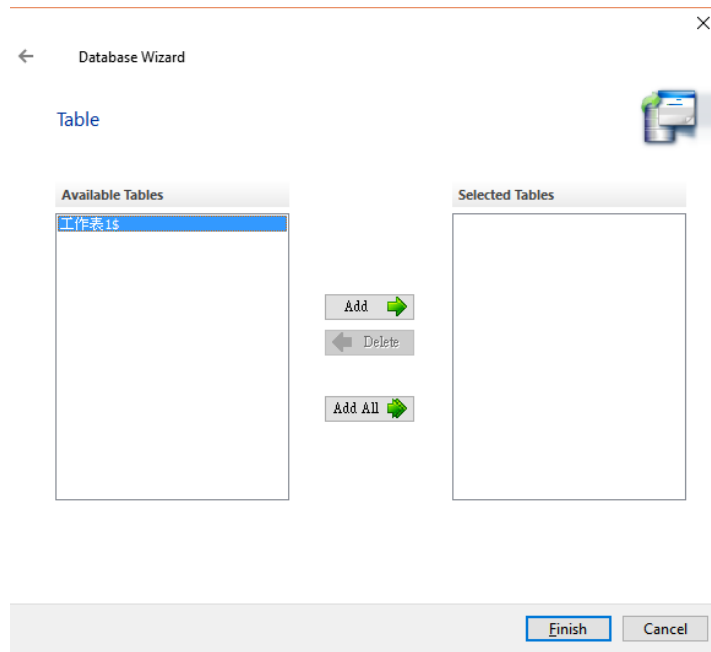 Database Wizard
Table
Available Tables
Selected Tables
工作表1$
Add
Delete
Add All
Finish
Cancel